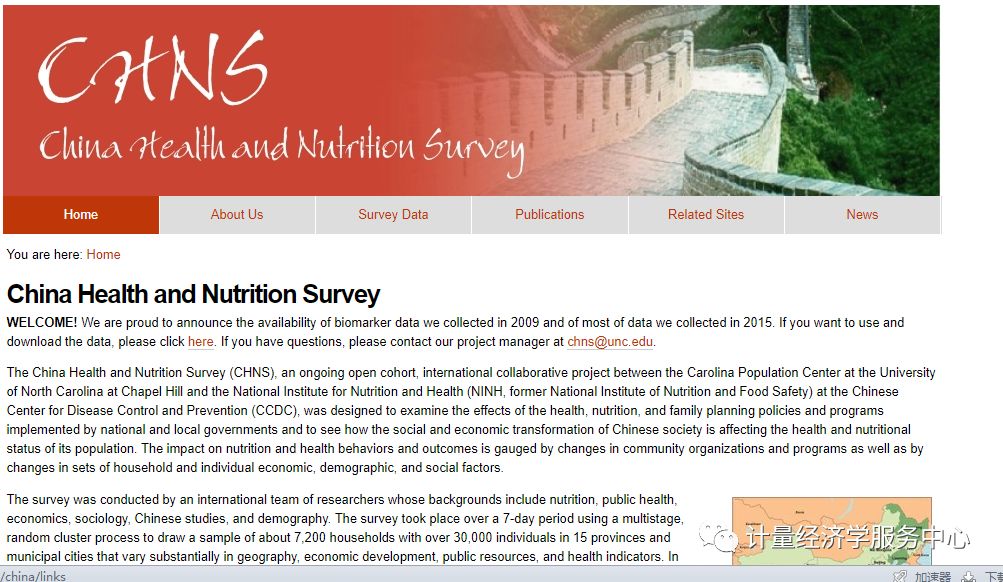 CHNS
China Health and Nutrition Survey
Home
About Us
Survey Data
Publications
Related Sites
News
You are here: Home
China Health and Nutrition Survey
WELCOME! We are proud to announce the availability of biomarker data we collected in 2009 and of most of data we collected in 2015. If you want to use and
download the data, please click here. If you have questions, please contact our project manager at chns@unc.edu.
The China Health and Nutrition Survey (CHNS), an ongoing open cohort, international collaborative project between the Carolina Population Center at the University
of North Carolina at Chapel Hill and the National Institute for Nutrition and Health (NINH, former National Institute of Nutrition and Food Safety) at the Chinese
Center for Disease Control and Prevention (CCDC), was designed to examine the effects of the health, nutrition, and family planning policies and programs
implemented by national and local governments and to see how the social and economic transformation of Chinese society is affecting the health and nutritional
status of its population. The impact on nutrition and health behaviors and outcomes is gauged by changes in community organizations and programs as well as by
changes in sets of household and individual economic, demographic, and social factors.
The survey was conducted by an international team of researchers whose backgrounds include nutrition, public health,
economics, sociology, Chinese studies, and demography. The survey took place over a 7-day period using a multistage,
random cluster process to draw a sample of about 7,200 households with over 30,000 individuals in 15 provinces and
municipal cities that vary substantially in geography, economic development, public resources, and health indicators. In
计量经济学服务中心
/china/links
加速器
下载